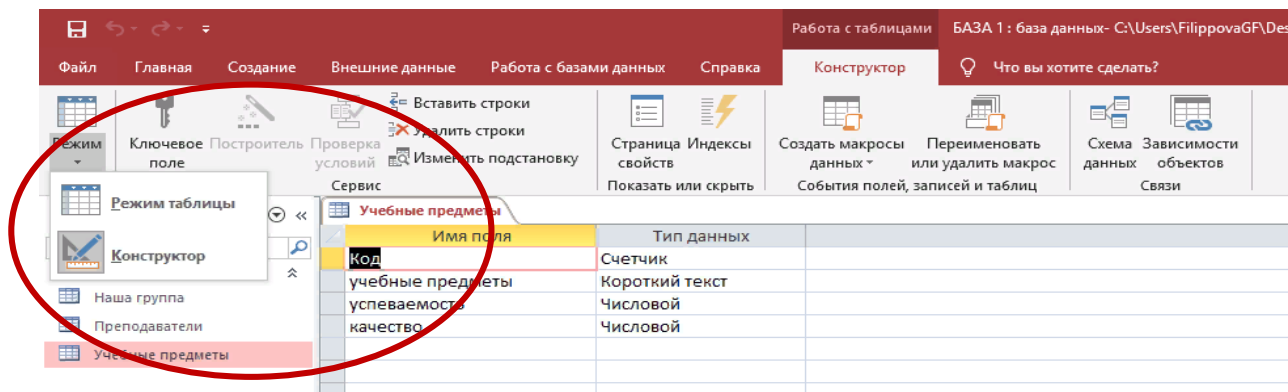 Работа с таблицами БАЗА 1 : база данных- C:\Users\FilippovaGF\Des
Файл Главная Создание Внешние данные Работа с базами данных Справка Конструктор Что вы хотите сделать?
Режим
Ключевое поле
Построитель
Проверка условий
Вставить строки
Удалить строки
Изменить подстановку
Сервис
Страница свойств
Индексы
Показать или скрыть
Создать макросы данных
Переименовать или удалить макрос
События полей, записей и таблиц
Схема данных
Зависимости объектов
Связи
Режим таблицы
Конструктор
Наша группа
Преподаватели
Учебные предметы
Учебные предметы
Имя поля Тип данных
Код Счетчик
учебные предметы Короткий текст
успеваемость Числовой
качество Числовой